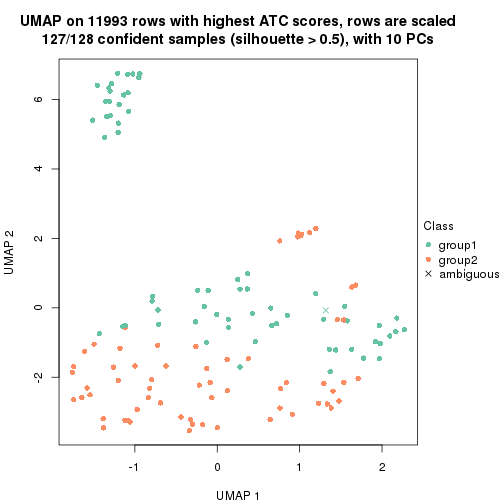 UMAP on 11993 rows with highest ATC scores, rows are scaled
127/128 confident samples (silhouette > 0.5), with 10 PCs
6
4
2
0
-2
UMAP 2
-1
0
1
2
UMAP 1
Class
group1
group2
ambiguous